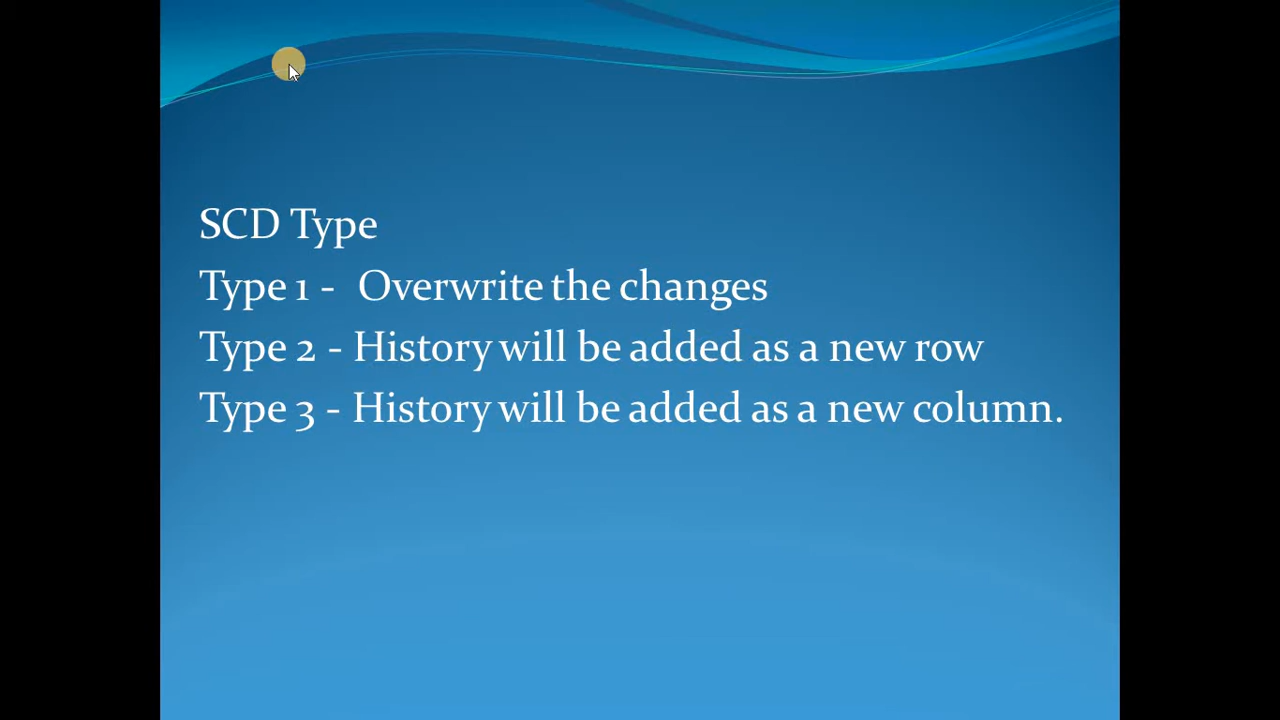 SCD Type
Type 1 - Overwrite the changes
Type 2 - History will be added as a new row
Type 3 - History will be added as a new column.